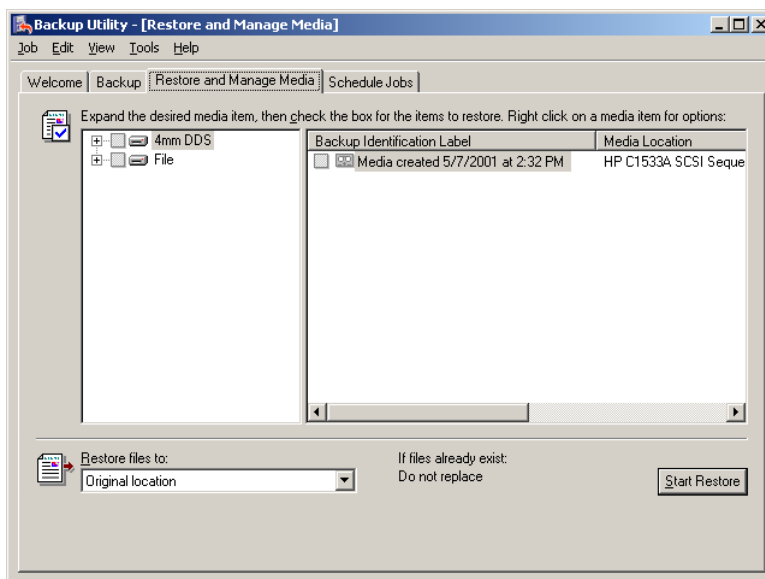 Backup Utility - [Restore and Manage Media]
Job Edit View Tools Help
Welcome Backup Restore and Manage Media Schedule Jobs
Expand the desired media item, then check the box for the items to restore. Right click on a media item for options:
4mm DDS
File
Backup Identification Label Media Location
Media created 5/7/2001 at 2:32 PM HP C1533A SCSI Seque
Restore files to:
Original location
If files already exist:
Do not replace
Start Restore